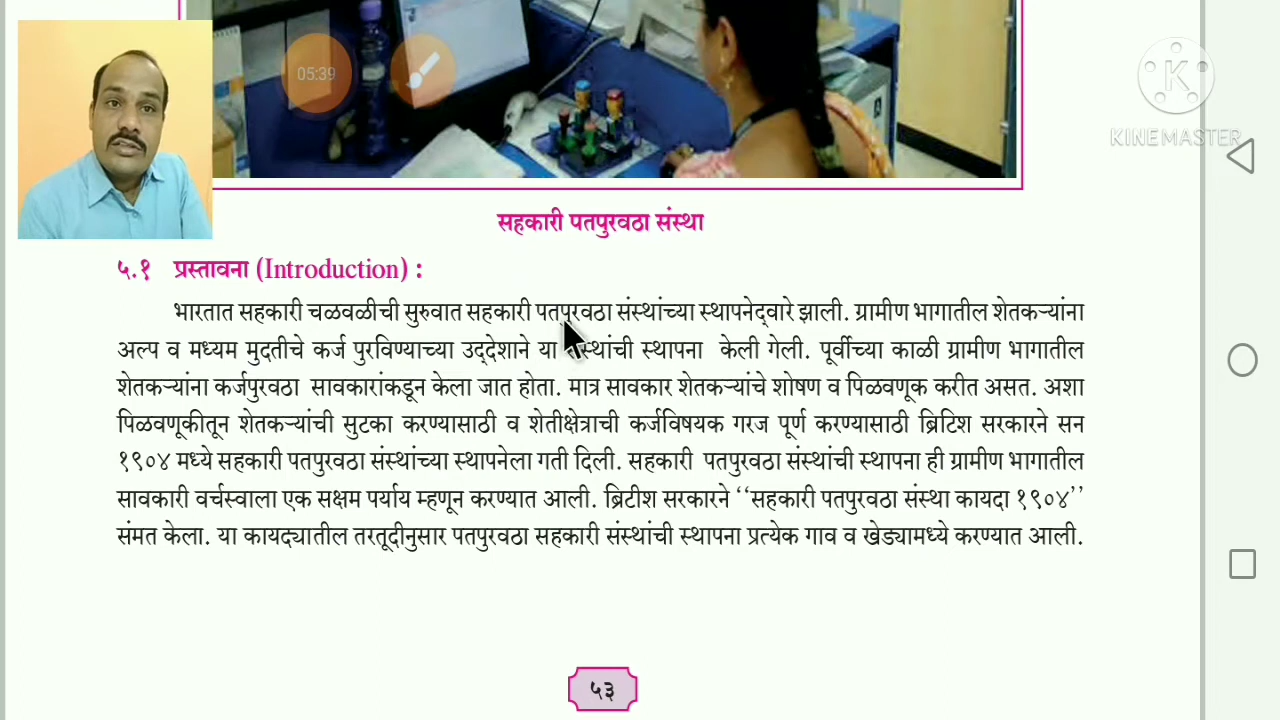 05:39
K
KINEMASTER
सहकारी पतपुरवठा संस्था
५.१ प्रस्तावना (Introduction) :
भारतात सहकारी चळवळीची सुरुवात सहकारी पतपुरवठा संस्थांच्या स्थापनेद्वारे झाली. ग्रामीण भागातील शेतकऱ्यांना
अल्प व मध्यम मुदतीचे कर्ज पुरविण्याच्या उद्देशाने या संस्थांची स्थापना केली गेली. पूर्वीच्या काळी ग्रामीण भागातील
शेतकऱ्यांना कर्जपुरवठा सावकारांकडून केला जात होता. मात्र सावकार शेतकऱ्यांचे शोषण व पिळवणूक करीत असत. अशा
पिळवणूकीतून शेतकऱ्यांची सुटका करण्यासाठी व शेतीक्षेत्राची कर्जविषयक गरज पूर्ण करण्यासाठी ब्रिटिश सरकारने सन
१९०४ मध्ये सहकारी पतपुरवठा संस्थांच्या स्थापनेला गती दिली. सहकारी पतपुरवठा संस्थांची स्थापना ही ग्रामीण भागातील
सावकारी वर्चस्वाला एक सक्षम पर्याय म्हणून करण्यात आली. ब्रिटीश सरकारने ‘‘सहकारी पतपुरवठा संस्था कायदा १९०४’’
संमत केला. या कायद्यातील तरतूदीनुसार पतपुरवठा सहकारी संस्थांची स्थापना प्रत्येक गाव व खेड्यामध्ये करण्यात आली.
५३